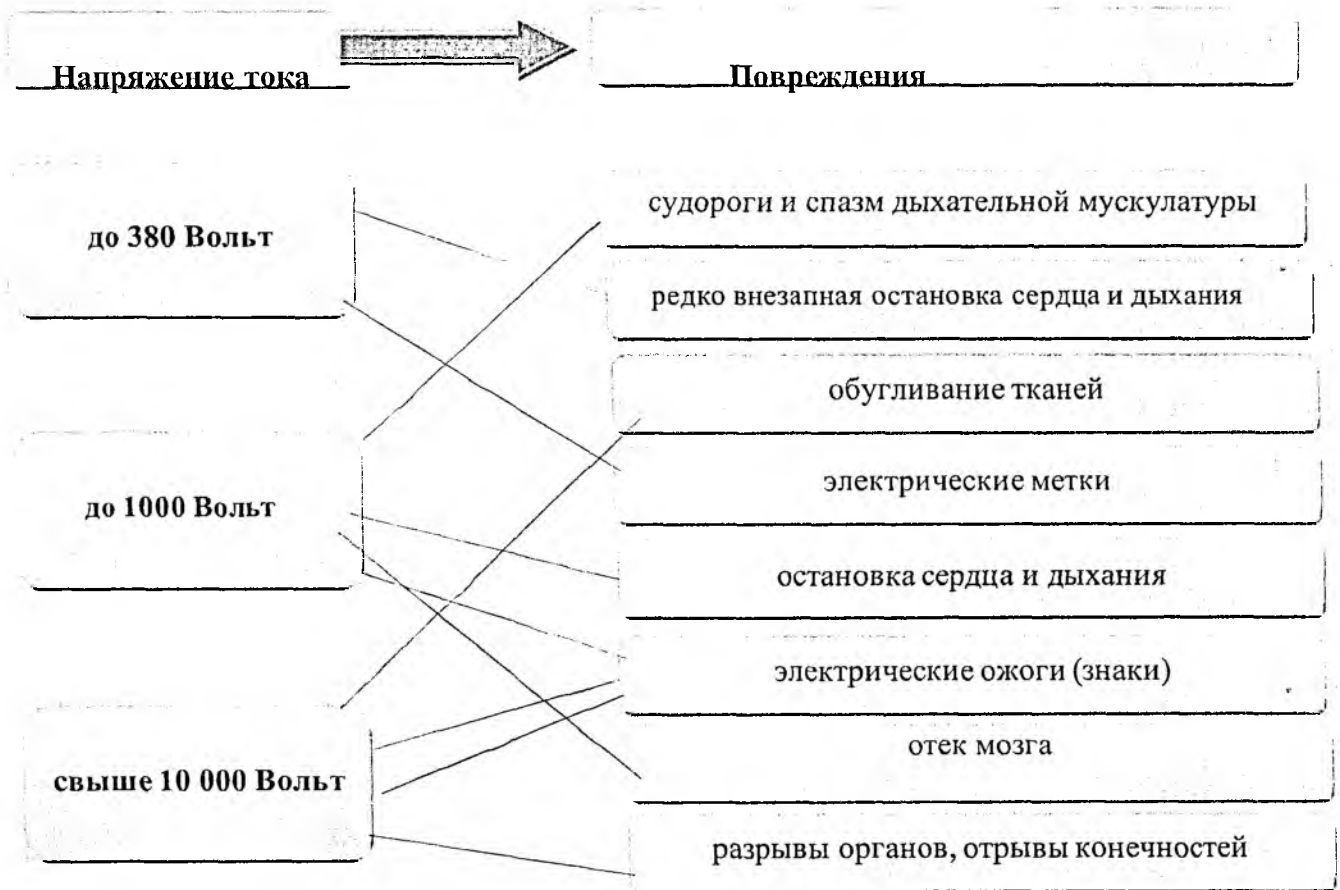 Напряжение тока
Повреждения
до 380 Вольт
до 1000 Вольт
свыше 10 000 Вольт
судороги и спазм дыхательной мускулатуры
редко внезапная остановка сердца и дыхания
обугливание тканей
электрические метки
остановка сердца и дыхания
электрические ожоги (знаки)
отек мозга
разрывы органов, отрывы конечностей